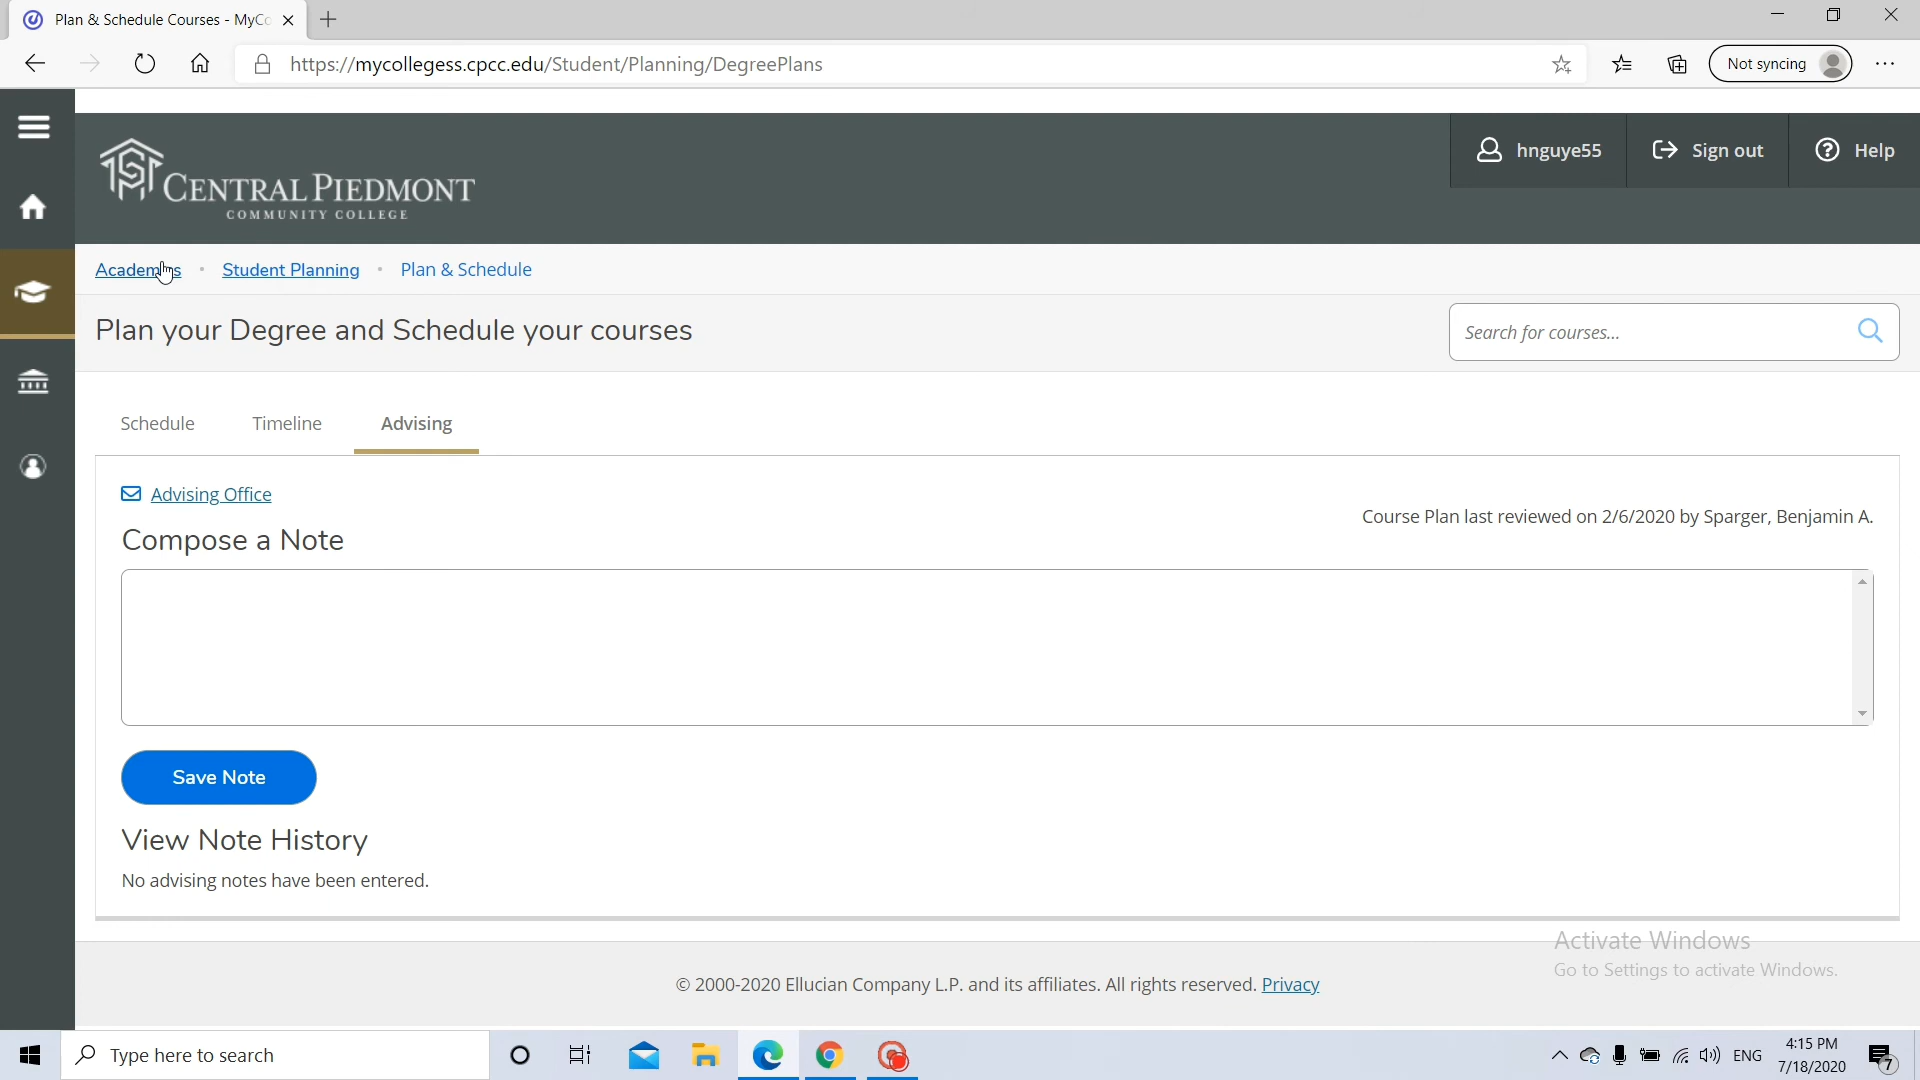 Plan & Schedule Courses - MyCo
https://mycollegess.cpcc.edu/Student/Planning/DegreePlans
Not syncing
CENTRAL PIEDMONT
COMMUNITY COLLEGE
hnguye55
Sign out
Help
Academics • Student Planning • Plan & Schedule
Plan your Degree and Schedule your courses
Search for courses...
Schedule Timeline Advising
Advising Office
Course Plan last reviewed on 2/6/2020 by Sparger, Benjamin A.
Compose a Note
Save Note
View Note History
No advising notes have been entered.
Activate Windows
Go to Settings to activate Windows.
© 2000-2020 Ellucian Company L.P. and its affiliates. All rights reserved. Privacy
Type here to search
ENG
4:15 PM
7/18/2020
7